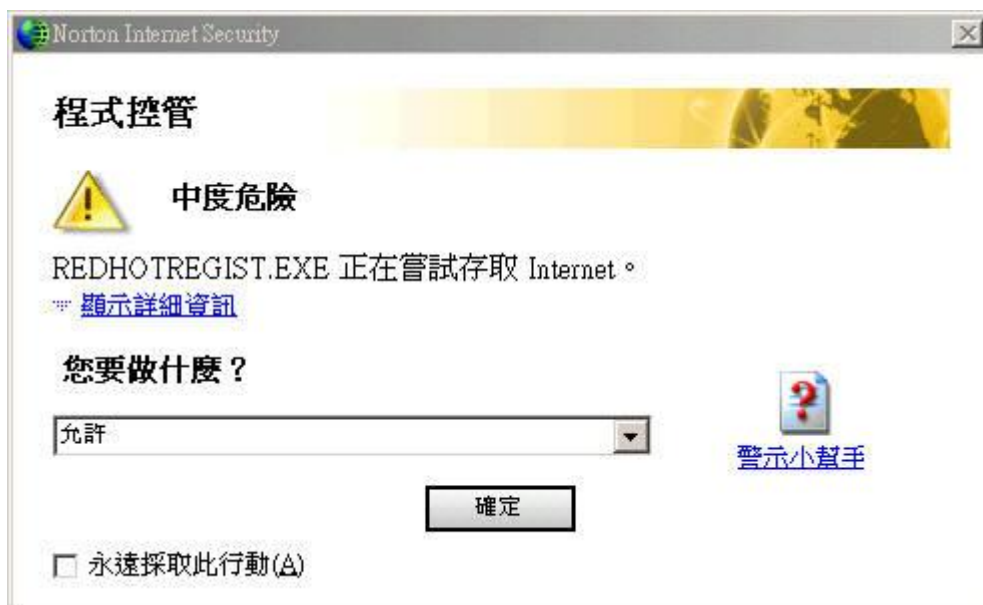 Norton Internet Security
程式控管
中度危險
REDHOTREGIST.EXE 正在嘗試存取 Internet。
顯示詳細資訊
您要做什麼？
允許
警示小幫手
確定
永遠採取此行動(A)